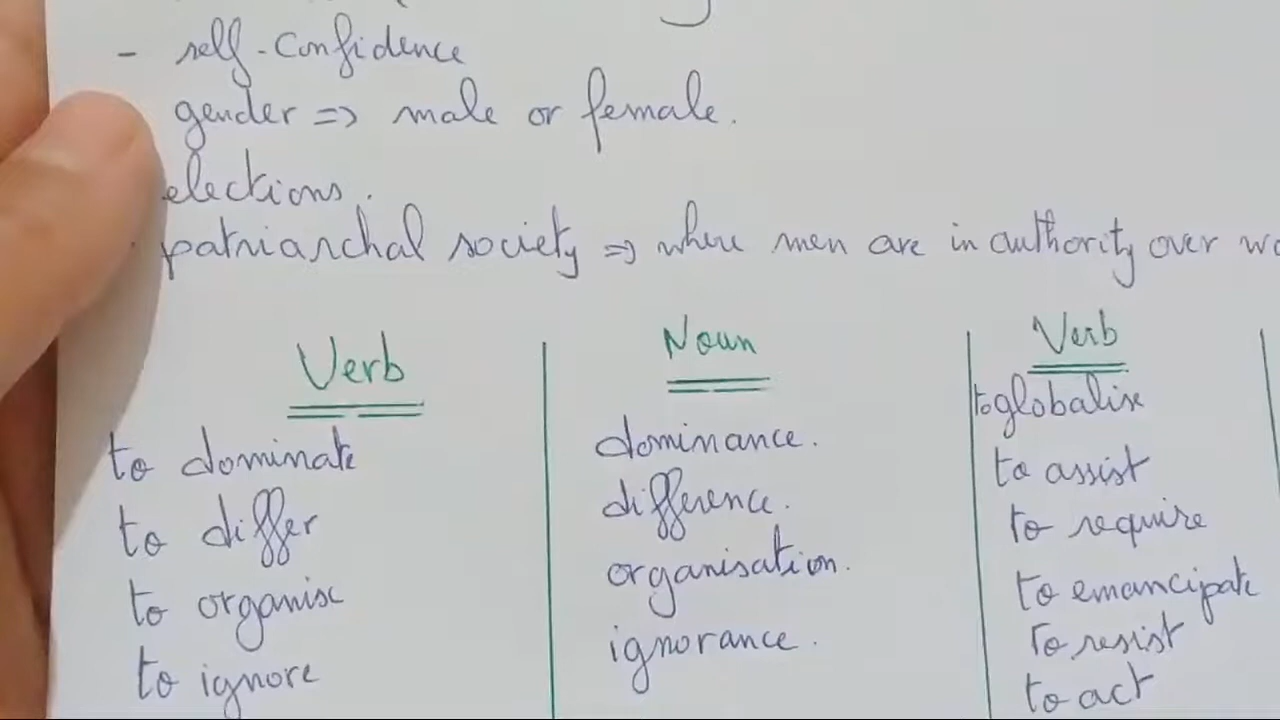 - self-confidence
gender => male or female.
elections.
patriarchal society => where men are in authority over
Verb
to dominate
to differ
to organise
to ignore
Noun
dominance.
difference.
organisation.
ignorance.
Verb
to globalise
to assist
to require
to emancipate
to resist
to act